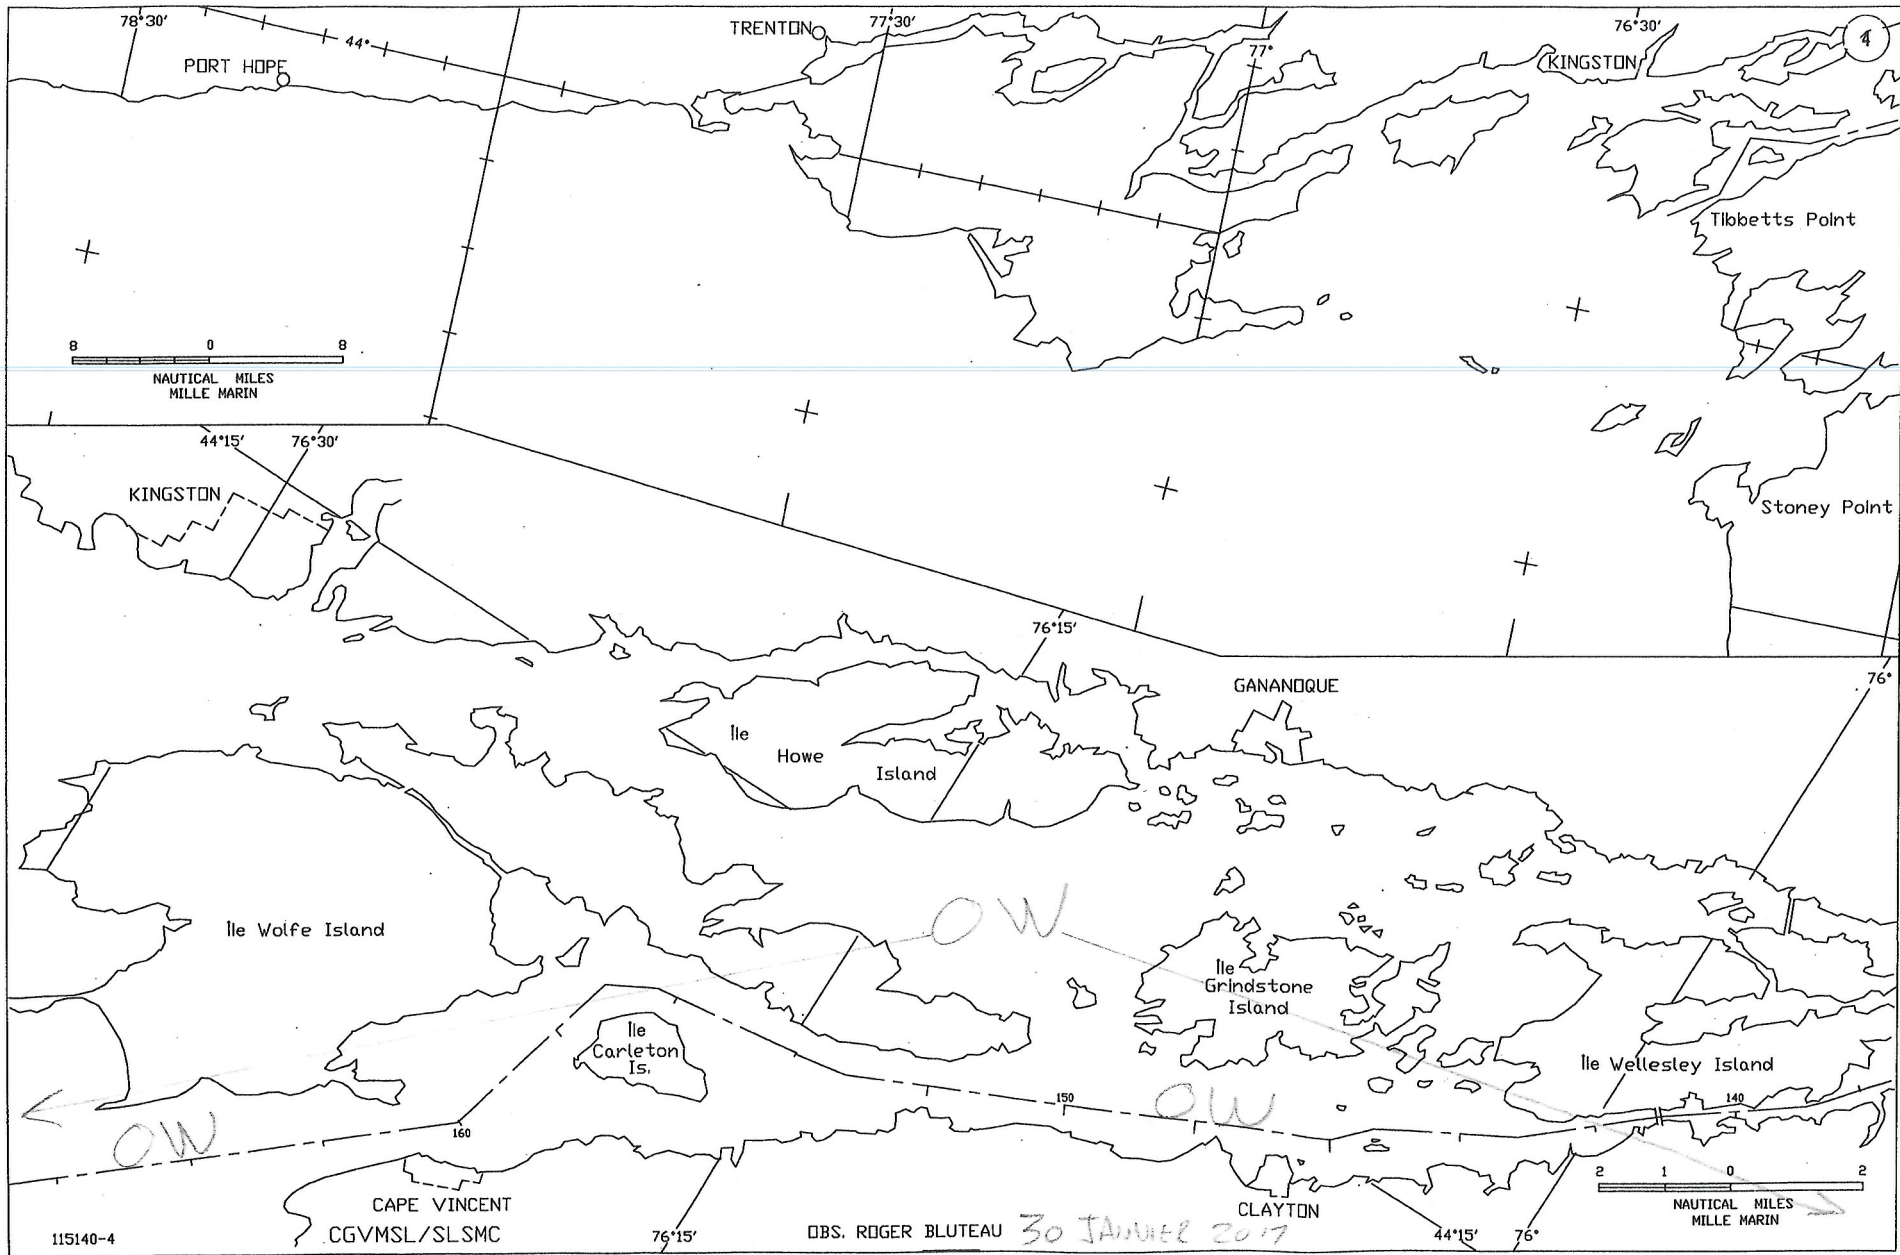 78°30′
TRENTON
77°30′
76°30′
4
44°
77°
PORT HOPE
KINGSTON
Tibbetts Point
8 0 8
NAUTICAL MILES
MILLE MARIN
44°15′ 76°30′
KINGSTON
Stoney Point
76°15′
GANANOQUE
76°
Île
Howe
Island
OW
Île Wolfe Island
Île
Grindstone
Island
Île
Carleton
Is.
Île Wellesley Island
OW
150
140
OW
160
2 1 0 2
CAPE VINCENT
CLAYTON
NAUTICAL MILES
MILLE MARIN
115140-4
CGVMSL/SLSMC
76°15′
OBS. ROGER BLUTEAU 30 JANVIER 2017
44°15′ 76°